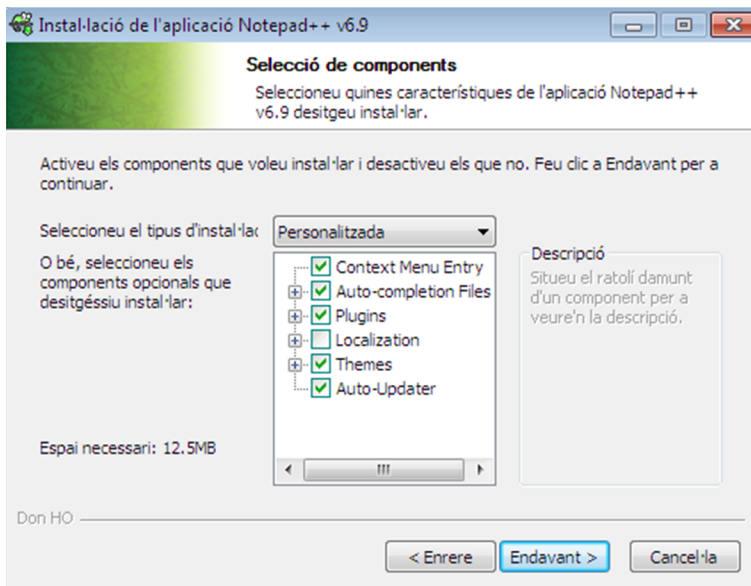 Instal·lació de l'aplicació Notepad++ v6.9
Selecció de components
Seleccioneu quines característiques de l'aplicació Notepad++
v6.9 desitgeu instal·lar.
Activeu els components que voleu instal·lar i desactiveu els que no. Feu clic a Endavant per a
continuar.
Seleccioneu el tipus d'instal·lac
Personalitzada
O bé, seleccioneu els
components opcionals que
desitgéssiu instal·lar:
Context Menu Entry
Auto-completion Files
Plugins
Localization
Themes
Auto-Updater
Descripció
Situeu el ratolí damunt
d'un component per a
veure'n la descripció.
Espai necessari: 12.5MB
Don HO
< Enrere
Endavant >
Cancel·la